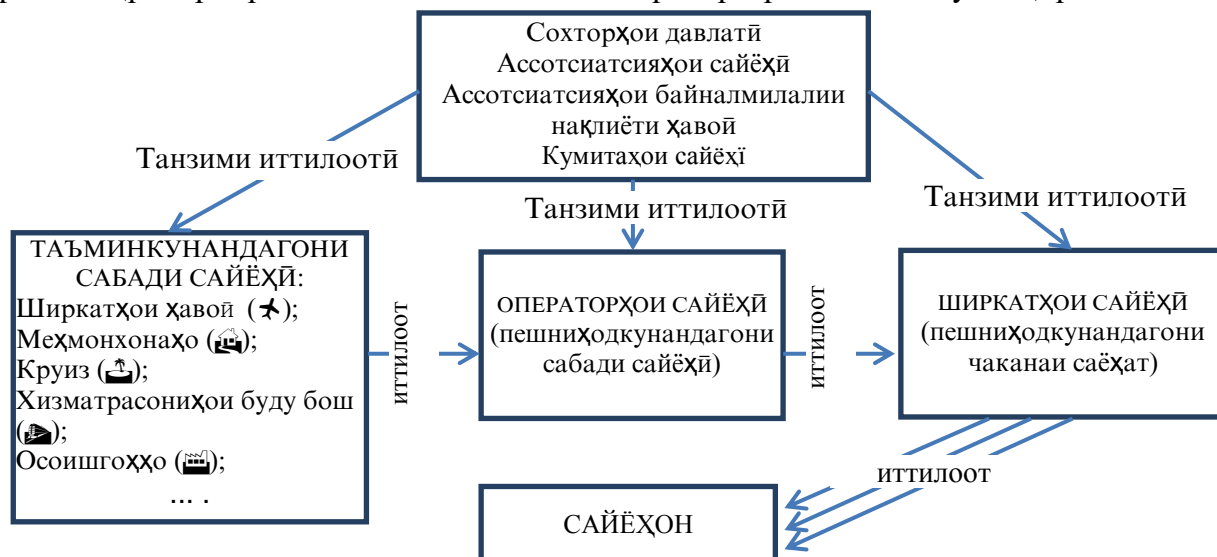 Сохторҳои давлатӣ
Ассотсиатсияҳои сайёҳӣ
Ассотсиатсияҳои байналмилалии
нақлиёти ҳавоӣ
Кумитаҳои сайёҳї
Танзими иттилоотӣ
Танзими иттилоотӣ
Танзими иттилоотӣ
ТАЪМИНКУНАНДАГОНИ
САБАДИ САЙЁҲӢ:
Ширкатҳои ҳавоӣ ( );
Меҳмонхонаҳо ( );
Круиз ( );
Хизматрасониҳои буду бош
( );
Осоишгоҳҳо ( );
... .
иттилоот
ОПЕРАТОРҲОИ САЙЁҲӢ
(пешниҳодкунандагони
сабади сайёҳӣ)
иттилоот
ШИРКАТҲОИ САЙЁҲӢ
(пешниҳодкунандагони
чаканаи саёҳат)
иттилоот
САЙЁҲОН